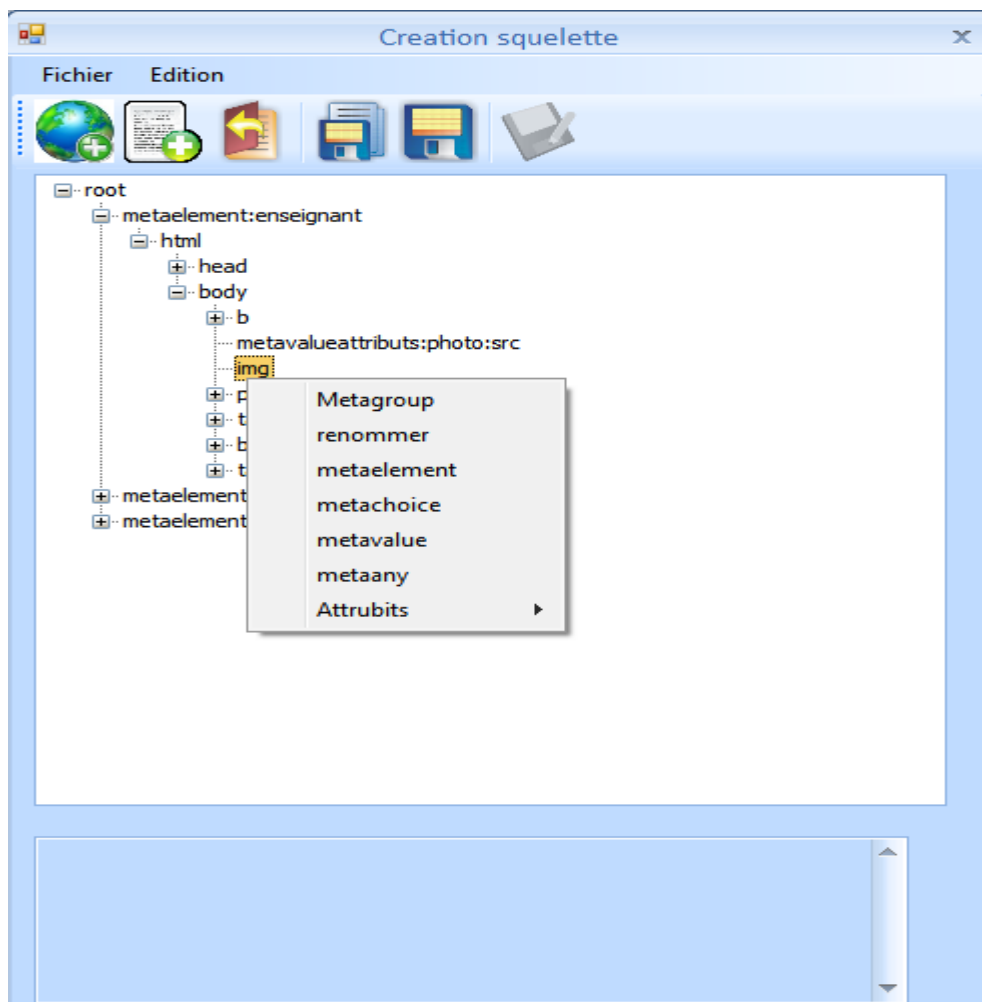 Creation squelette
Fichier Edition
root
metaelement:enseignant
html
head
body
b
metavalueattributs:photo:src
img
p
t
b
t
metaelement
metaelement
Metagroup
renommer
metaelement
metachoice
metavalue
metaany
Attrubits